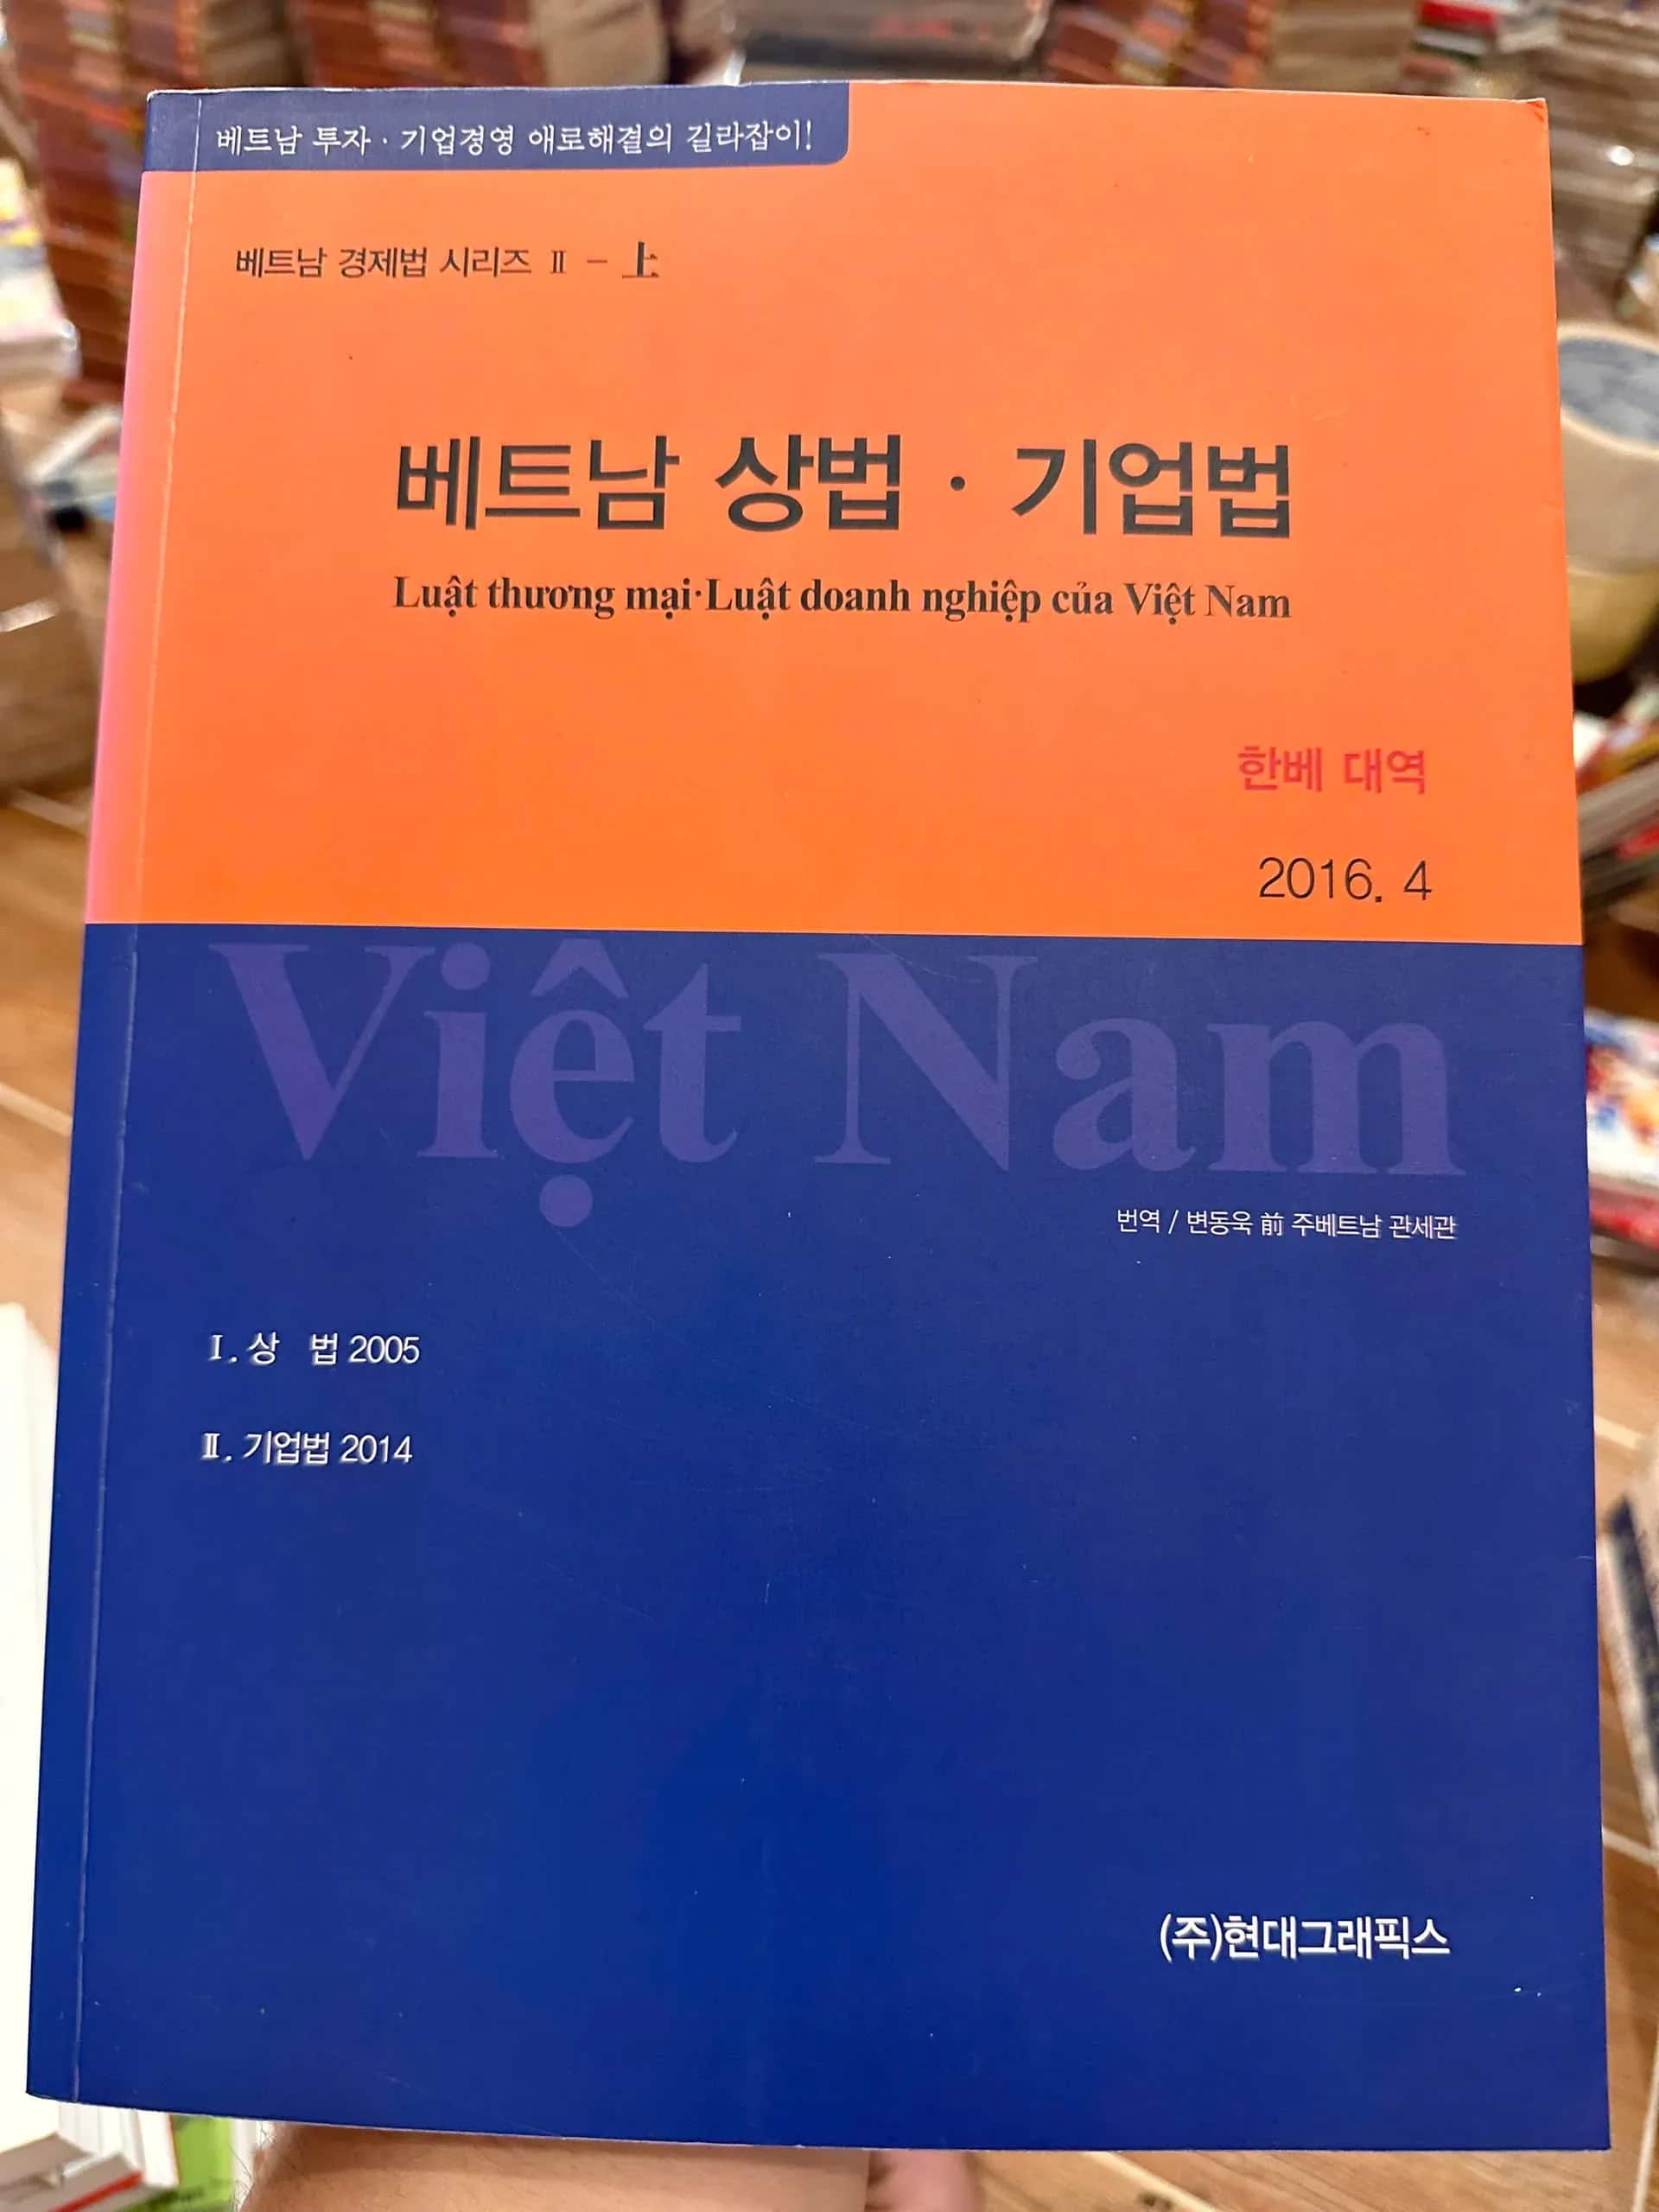 베트남 투자 · 기업경영 애로해결의 길라잡이!
베트남 경제법 시리즈 Ⅱ - 上
베트남 상법 · 기업법
Luật thương mại·Luật doanh nghiệp của Việt Nam
한베 대역
2016. 4
Việt Nam
번역 / 변동욱 前 주베트남 관세관
Ⅰ. 상 법 2005
Ⅱ. 기업법 2014
(주)현대그래픽스